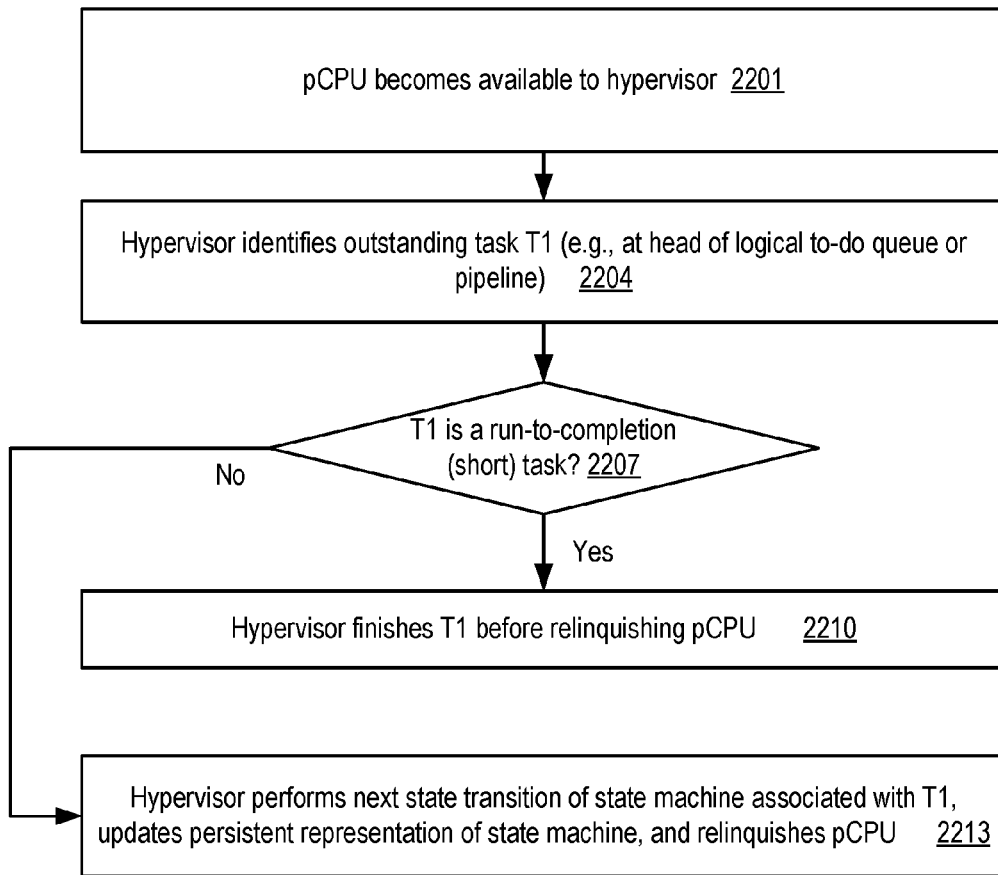 pCPU becomes available to hypervisor 2201
Hypervisor identifies outstanding task T1 (e.g., at head of logical to-do queue or
pipeline) 2204
T1 is a run-to-completion
(short) task? 2207
No
Yes
Hypervisor finishes T1 before relinquishing pCPU 2210
Hypervisor performs next state transition of state machine associated with T1,
updates persistent representation of state machine, and relinquishes pCPU 2213